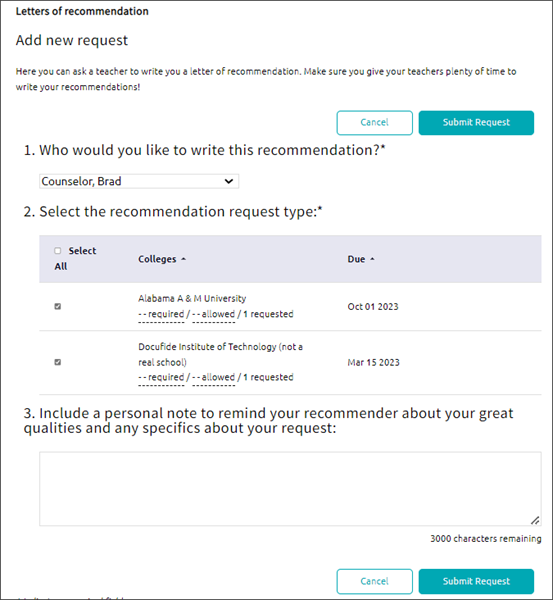 Letters of recommendation
Add new request
Here you can ask a teacher to write you a letter of recommendation. Make sure you give your teachers plenty of time to
write your recommendations!
Cancel Submit Request
1. Who would you like to write this recommendation?*
Counselor, Brad
2. Select the recommendation request type:*
Select
All
Colleges Due
Alabama A & M University
-- required / -- allowed / 1 requested
Oct 01 2023
Docufide Institute of Technology (not a
real school)
-- required / -- allowed / 1 requested
Mar 15 2023
3. Include a personal note to remind your recommender about your great
qualities and any specifics about your request:
3000 characters remaining
Cancel Submit Request